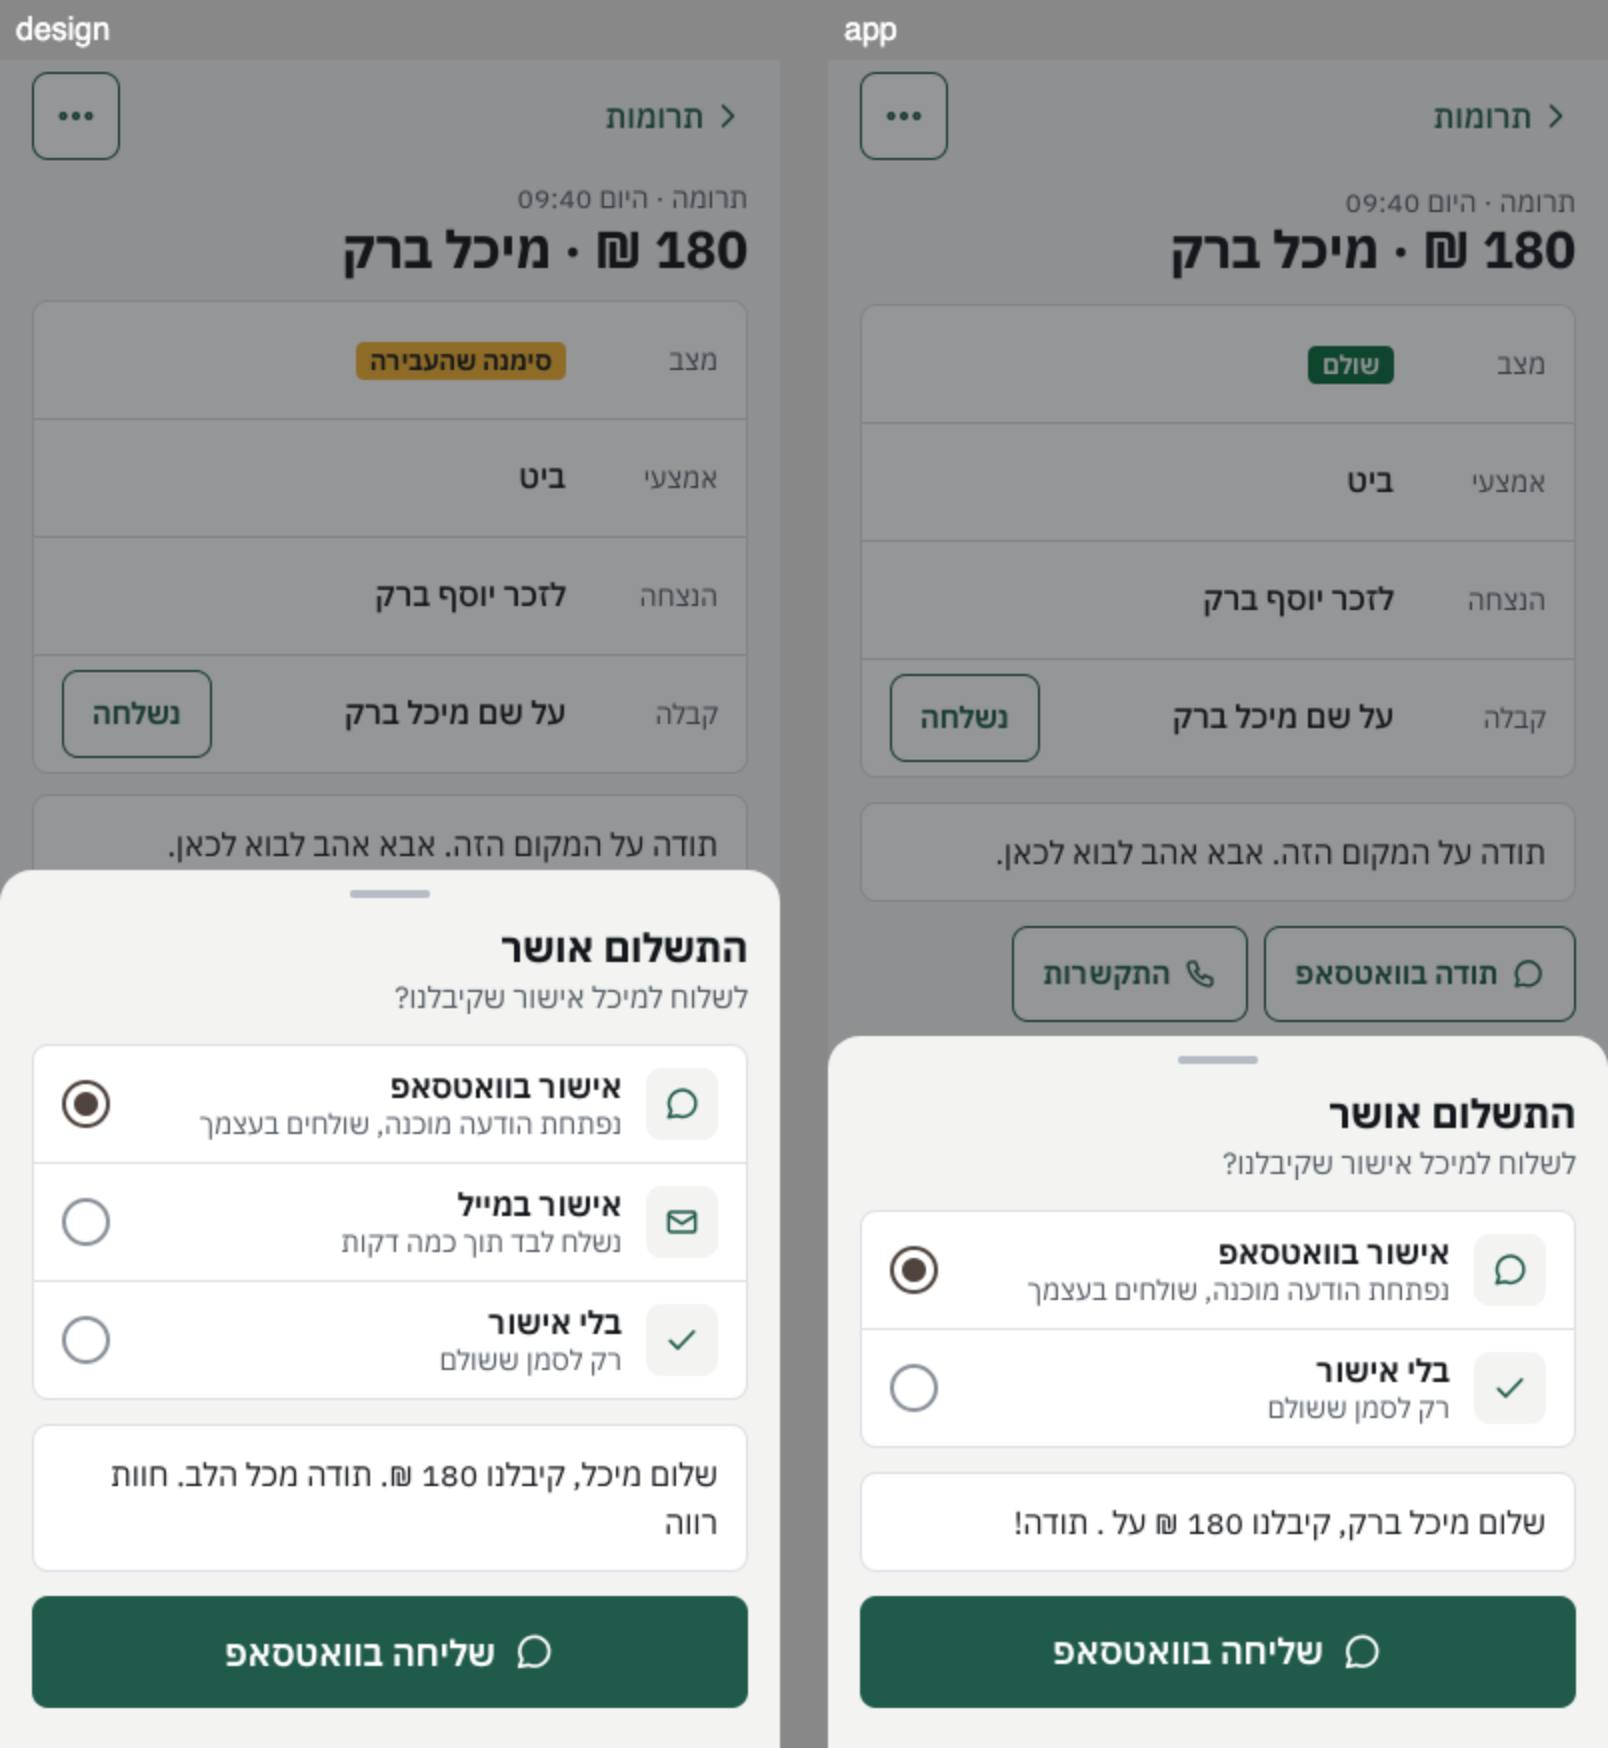 design
תרומות
תרומה · היום 09:40
180 ₪ · מיכל ברק
מצב
סימנה שהעבירה
אמצעי
ביט
הנצחה
לזכר יוסף ברק
קבלה
על שם מיכל ברק
נשלחה
תודה על המקום הזה. אבא אהב לבוא לכאן.
התשלום אושר
לשלוח למיכל אישור שקיבלנו?
אישור בוואטסאפ
נפתחת הודעה מוכנה, שולחים בעצמך
אישור במייל
נשלח לבד תוך כמה דקות
בלי אישור
רק לסמן ששולם
שלום מיכל, קיבלנו 180 ₪. תודה מכל הלב. חוות
רווה
שליחה בוואטסאפ
app
תרומות
תרומה · היום 09:40
180 ₪ · מיכל ברק
מצב
שולם
אמצעי
ביט
הנצחה
לזכר יוסף ברק
קבלה
על שם מיכל ברק
נשלחה
תודה על המקום הזה. אבא אהב לבוא לכאן.
תודה בוואטסאפ
התקשרות
התשלום אושר
לשלוח למיכל אישור שקיבלנו?
אישור בוואטסאפ
נפתחת הודעה מוכנה, שולחים בעצמך
בלי אישור
רק לסמן ששולם
שלום מיכל ברק, קיבלנו 180 ₪ על . תודה!
שליחה בוואטסאפ